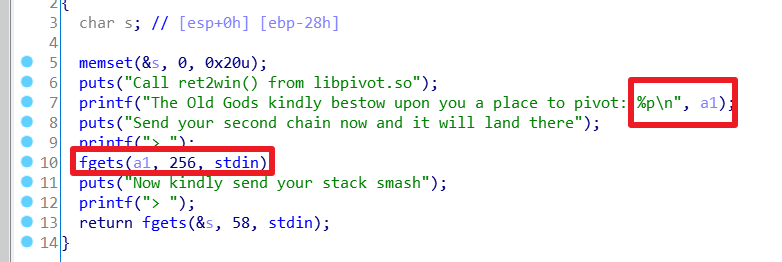 2 {
3 char s; // [esp+0h] [ebp-28h]
4
5 memset(&s, 0, 0x20u);
6 puts("Call ret2win() from libpivot.so");
7 printf("The Old Gods kindly bestow upon you a place to pivot: %p\n", a1);
8 puts("Send your second chain now and it will land there");
9 printf("> ");
10 fgets(a1, 256, stdin)
11 puts("Now kindly send your stack smash");
12 printf("> ");
13 return fgets(&s, 58, stdin);
14 }